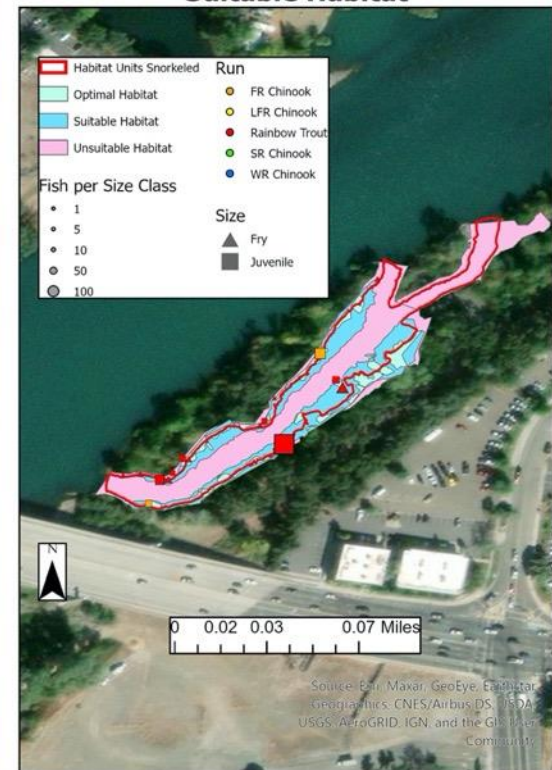 Suitable Habitat
Habitat Units Snorkeled
Optimal Habitat
Suitable Habitat
Unsuitable Habitat
Fish per Size Class
1
5
10
50
100
Run
FR Chinook
LFR Chinook
Rainbow Trout
SR Chinook
WR Chinook
Size
Fry
Juvenile
N
0 0.02 0.03 0.07 Miles
Source: Esri, Maxar, GeoEye, Earthstar
Geographics, CNES/Airbus DS, USDA,
USGS, AeroGRID, IGN, and the GIS User
Community